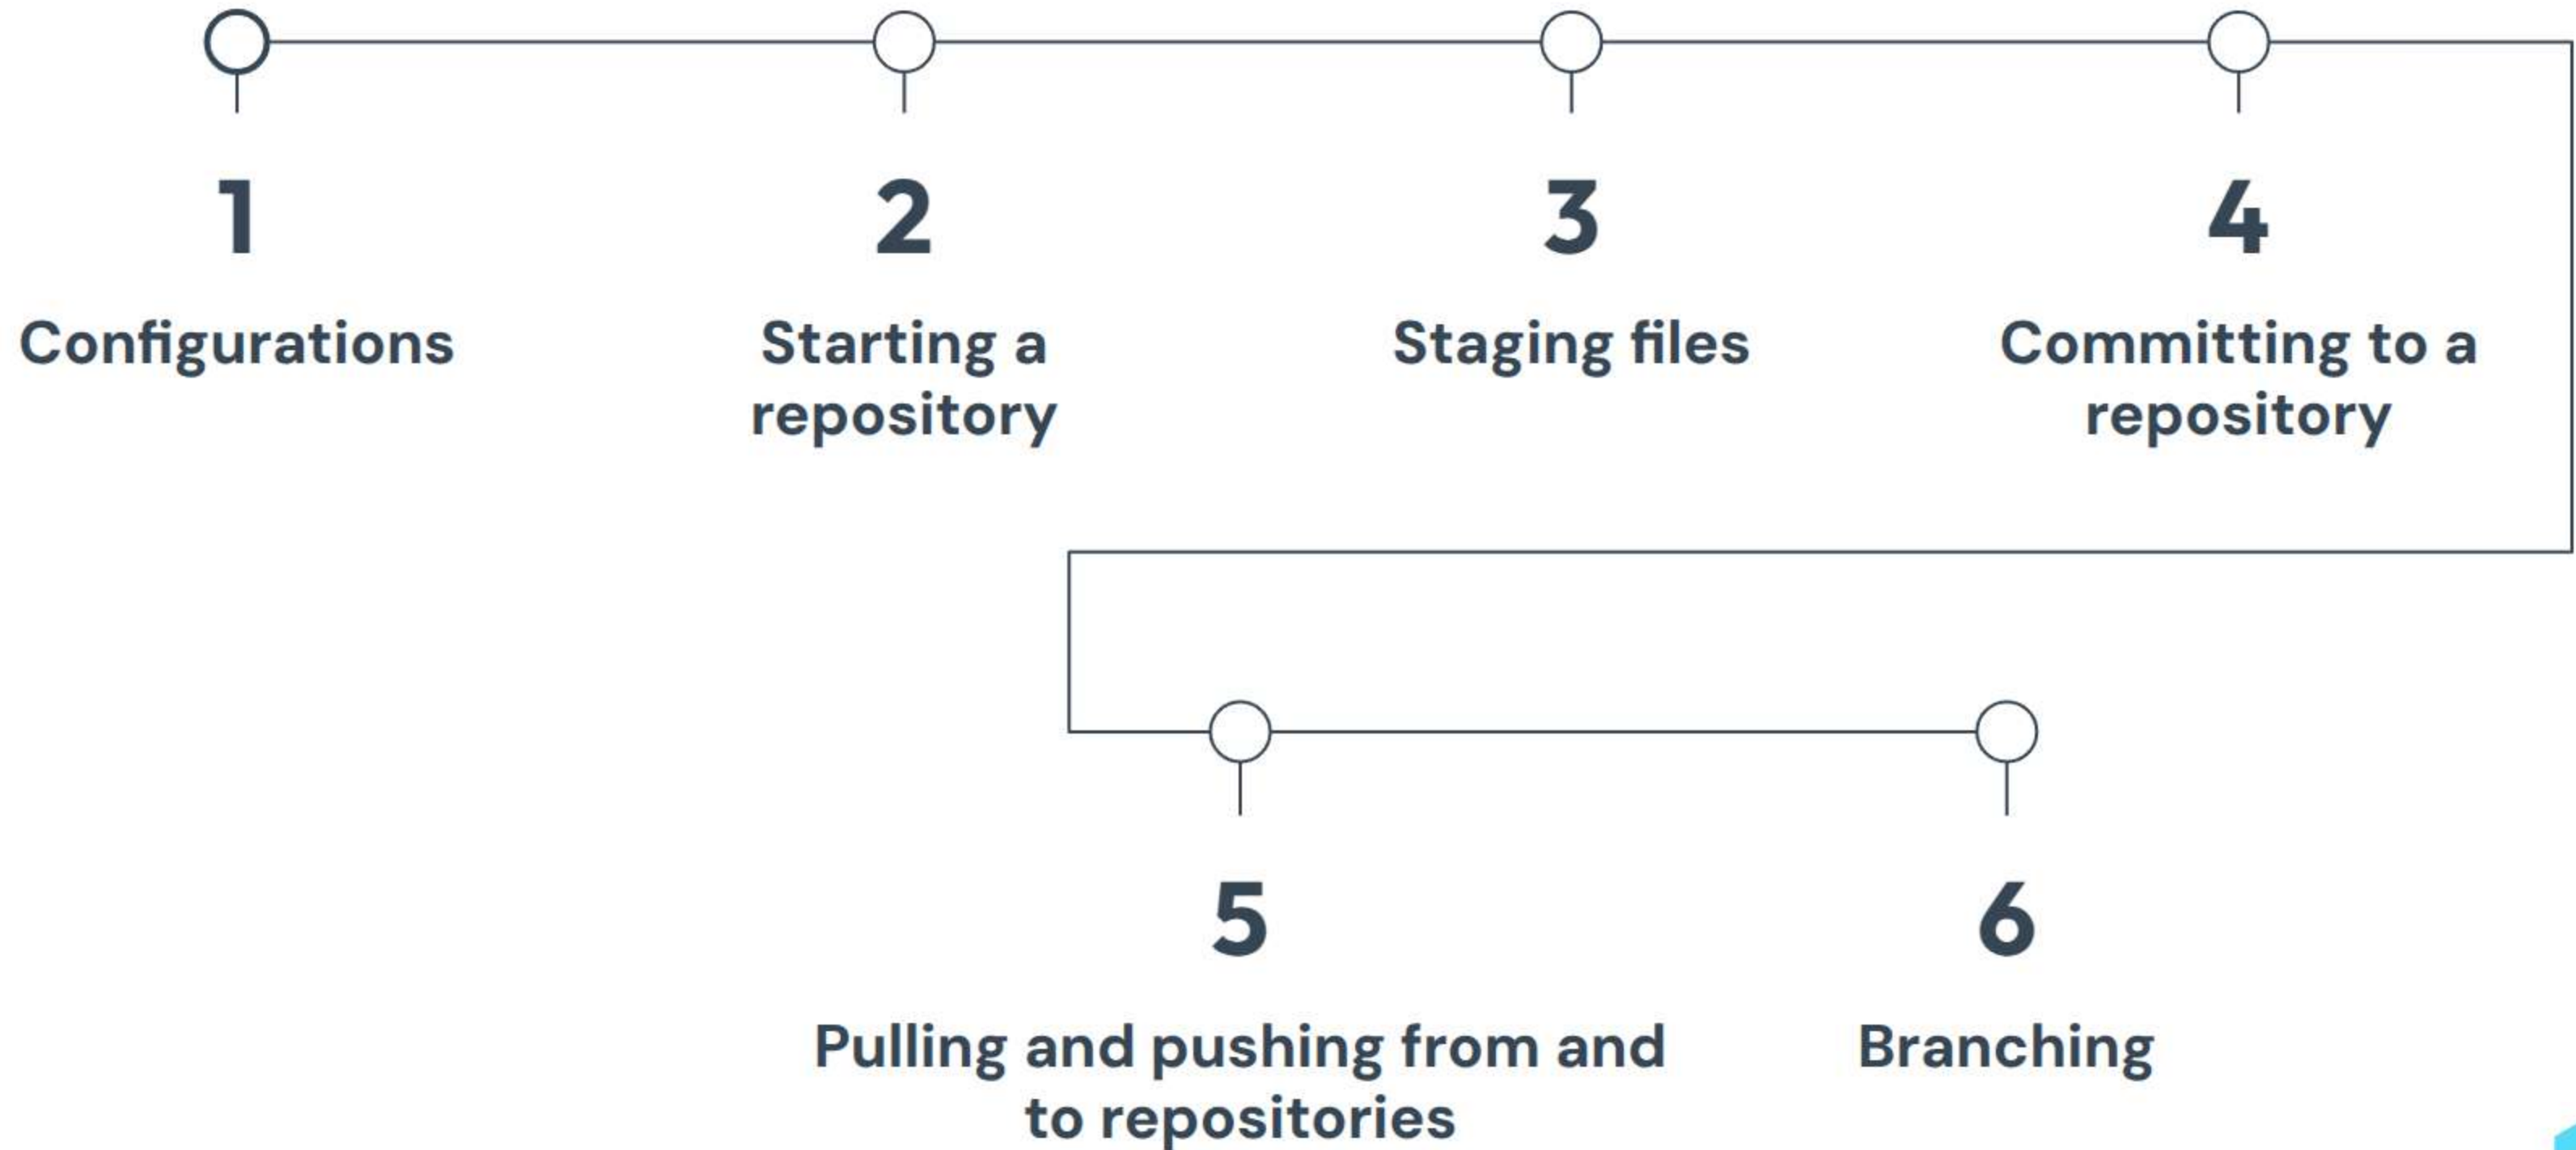 1
Configurations
2
Starting a
repository
3
Staging files
4
Committing to a
repository
5
Pulling and pushing from and
to repositories
6
Branching